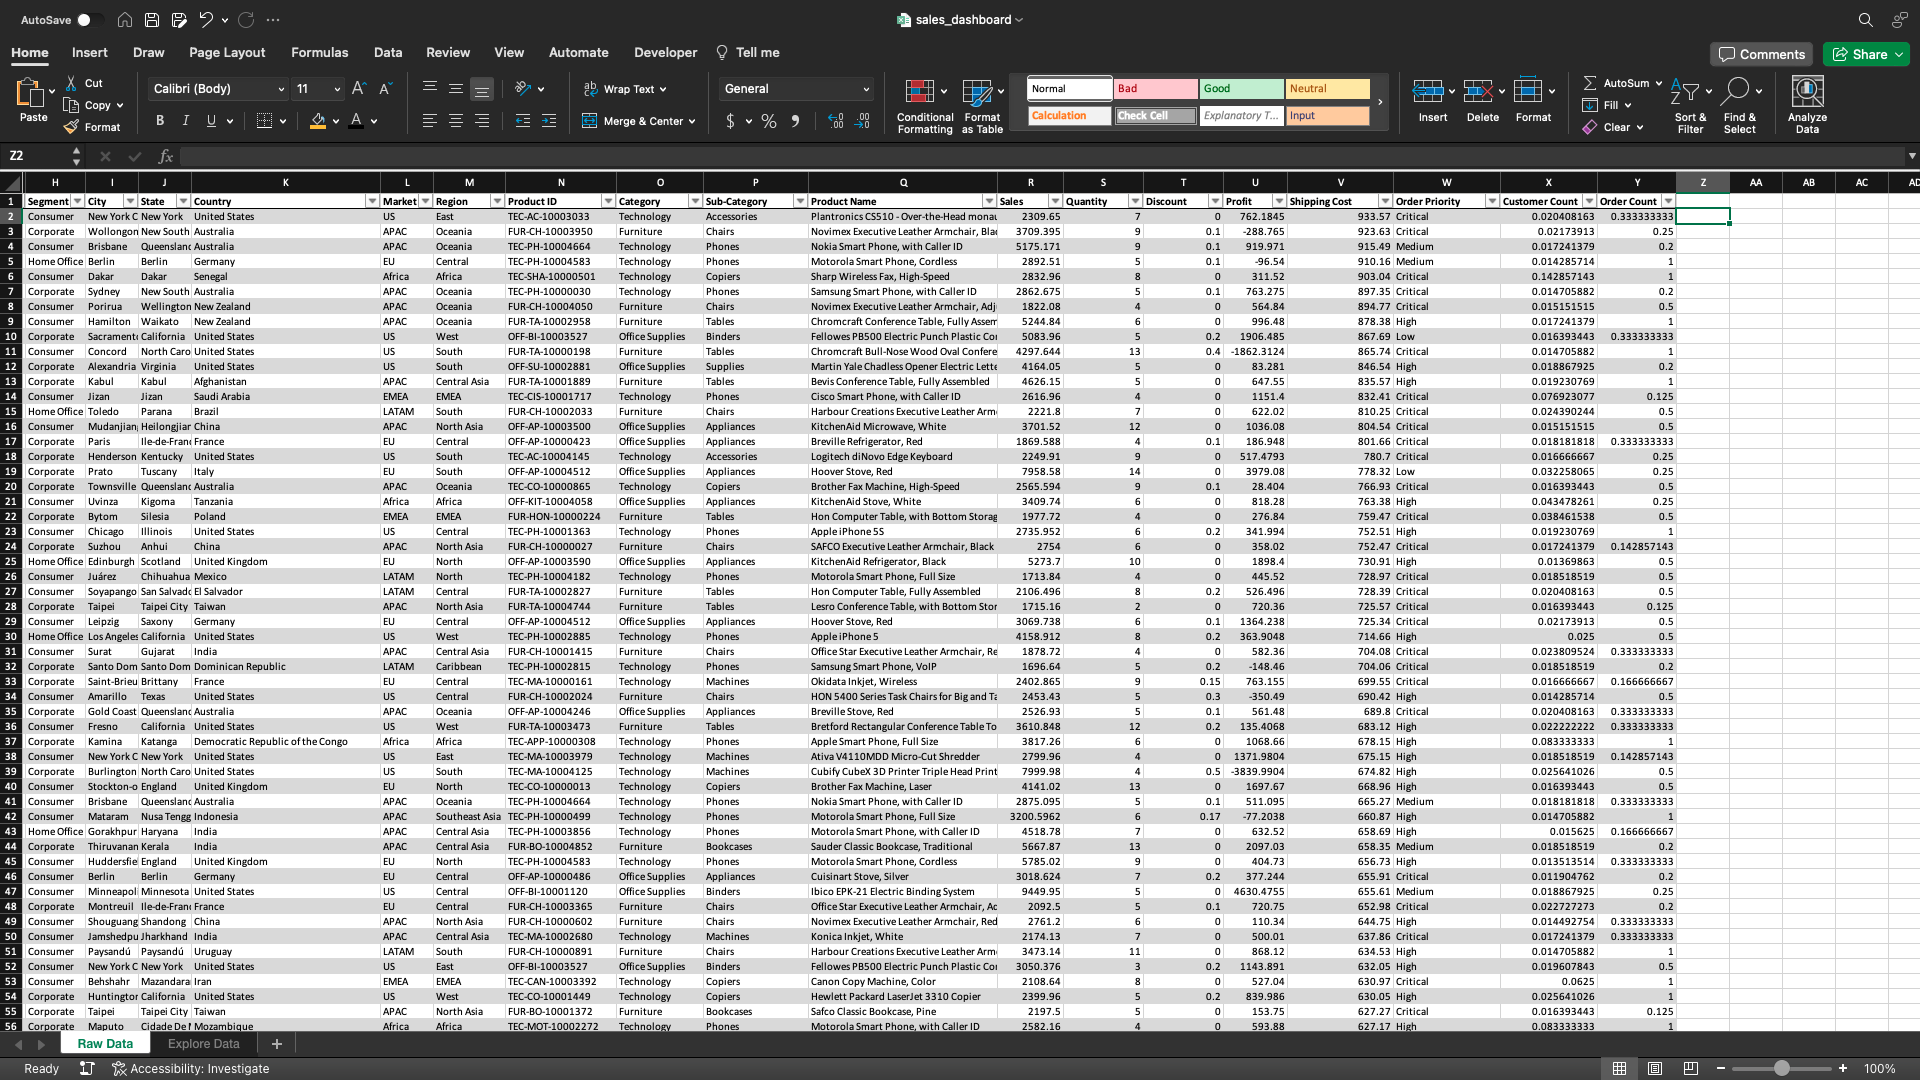 AutoSave
sales_dashboard
Home Insert Draw Page Layout Formulas Data Review View Automate Developer Tell me
Comments Share
Paste Cut Copy Format
Calibri (Body) 11
Wrap Text Merge & Center
General
Conditional Formatting Format as Table
Normal Bad Good Neutral
Calculation Check Cell Explanatory T... Input
Insert Delete Format
AutoSum Fill Clear
Sort & Filter Find & Select Analyze Data
Z2 fx
H I J K L M N O P Q R S T U V W X Y Z AA AB AC AD
1 Segment City State Country Market Region Product ID Category Sub-Category Product Name Sales Quantity Discount Profit Shipping Cost Order Priority Customer Count Order Count
2 Consumer New York C New York United States US East TEC-AC-10003033 Technology Accessories Plantronics CS510 - Over-the-Head monau 2309.65 7 0 762.1845 933.57 Critical 0.020408163 0.333333333
3 Corporate Wollongon New South Australia APAC Oceania FUR-CH-10003950 Furniture Chairs Novimex Executive Leather Armchair, Blac 3709.395 9 0.1 -288.765 923.63 Critical 0.02173913 0.25
4 Consumer Brisbane Queensland Australia APAC Oceania TEC-PH-10004664 Technology Phones Nokia Smart Phone, with Caller ID 5175.171 9 0.1 919.971 915.49 Medium 0.017241379 0.2
5 Home Office Berlin Berlin Germany EU Central TEC-PH-10004583 Technology Phones Motorola Smart Phone, Cordless 2892.51 5 0.1 -96.54 910.16 Medium 0.014285714 1
6 Consumer Dakar Dakar Senegal Africa Africa TEC-SHA-10000501 Technology Copiers Sharp Wireless Fax, High-Speed 2832.96 8 0 311.52 903.04 Critical 0.142857143 1
7 Corporate Sydney New South Australia APAC Oceania TEC-PH-10000030 Technology Phones Samsung Smart Phone, with Caller ID 2862.675 5 0.1 763.275 897.35 Critical 0.014705882 0.2
8 Consumer Porirua Wellington New Zealand APAC Oceania FUR-CH-10004050 Furniture Chairs Novimex Executive Leather Armchair, Adj 1822.08 4 0 564.84 894.77 Critical 0.015151515 0.5
9 Consumer Hamilton Waikato New Zealand APAC Oceania FUR-TA-10002958 Furniture Tables Chromcraft Conference Table, Fully Assem 5244.84 6 0 996.48 878.38 High 0.017241379 1
10 Corporate Sacramento California United States US West OFF-BI-10003527 Office Supplies Binders Fellowes PB500 Electric Punch Plastic Cor 5083.96 5 0.2 1906.485 867.69 Low 0.016393443 0.333333333
11 Consumer Concord North Caro United States US South FUR-TA-10000198 Furniture Tables Chromcraft Bull-Nose Wood Oval Confere 4297.644 13 0.4 -1862.3124 865.74 Critical 0.014705882 1
12 Corporate Alexandria Virginia United States US South OFF-SU-10002881 Office Supplies Supplies Martin Yale Chadless Opener Electric Lette 4164.05 5 0 83.281 846.54 High 0.018867925 0.2
13 Corporate Kabul Kabul Afghanistan APAC Central Asia FUR-TA-10001889 Furniture Tables Bevis Conference Table, Fully Assembled 4626.15 5 0 647.55 835.57 High 0.019230769 1
14 Consumer Jizan Jizan Saudi Arabia EMEA EMEA TEC-CIS-10001717 Technology Phones Cisco Smart Phone, with Caller ID 2616.96 4 0 1151.4 832.41 Critical 0.076923077 0.125
15 Home Office Toledo Parana Brazil LATAM South FUR-CH-10002033 Furniture Chairs Harbour Creations Executive Leather Arm 2221.8 7 0 622.02 810.25 Critical 0.024390244 0.5
16 Consumer Mudanjiang Heilongjian China APAC North Asia OFF-AP-10003500 Office Supplies Appliances KitchenAid Microwave, White 3701.52 12 0 1036.08 804.54 Critical 0.015151515 0.5
17 Corporate Paris Ile-de-Fran France EU Central OFF-AP-10000423 Office Supplies Appliances Breville Refrigerator, Red 1869.588 4 0.1 186.948 801.66 Critical 0.018181818 0.333333333
18 Corporate Henderson Kentucky United States US South TEC-AC-10004145 Technology Accessories Logitech diNovo Edge Keyboard 2249.91 9 0 517.4793 780.7 Critical 0.016666667 0.25
19 Corporate Prato Tuscany Italy EU South OFF-AP-10004512 Office Supplies Appliances Hoover Stove, Red 7958.58 14 0 3979.08 778.32 Low 0.032258065 0.25
20 Corporate Townsville Queensland Australia APAC Oceania TEC-CO-10000865 Technology Copiers Brother Fax Machine, High-Speed 2565.594 9 0.1 28.404 766.93 Critical 0.016393443 0.5
21 Consumer Uvinza Kigoma Tanzania Africa Africa OFF-KIT-10004058 Office Supplies Appliances KitchenAid Stove, White 3409.74 6 0 818.28 763.38 High 0.043478261 0.25
22 Corporate Bytom Silesia Poland EMEA EMEA FUR-HON-10000224 Furniture Tables Hon Computer Table, with Bottom Storag 1977.72 4 0 276.84 759.47 Critical 0.038461538 0.5
23 Consumer Chicago Illinois United States US Central TEC-PH-10001363 Technology Phones Apple iPhone 5S 2735.952 6 0.2 341.994 752.51 High 0.019230769 1
24 Corporate Suzhou Anhui China APAC North Asia FUR-CH-10000027 Furniture Chairs SAFCO Executive Leather Armchair, Black 2754 6 0 358.02 752.47 Critical 0.017241379 0.142857143
25 Home Office Edinburgh Scotland United Kingdom EU North OFF-AP-10003590 Office Supplies Appliances KitchenAid Refrigerator, Black 5273.7 10 0 1898.4 730.91 High 0.01369863 0.5
26 Consumer Juárez Chihuahua Mexico LATAM North TEC-PH-10004182 Technology Phones Motorola Smart Phone, Full Size 1713.84 4 0 445.52 728.97 Critical 0.018518519 0.5
27 Consumer Soyapango San Salvado El Salvador LATAM Central FUR-TA-10002827 Furniture Tables Hon Computer Table, Fully Assembled 2106.496 8 0.2 526.496 728.39 Critical 0.020408163 0.5
28 Corporate Taipei Taipei City Taiwan APAC North Asia FUR-TA-10004744 Furniture Tables Lesro Conference Table, with Bottom Stor 1715.16 2 0 720.36 725.57 Critical 0.016393443 0.125
29 Consumer Leipzig Saxony Germany EU Central OFF-AP-10004512 Office Supplies Appliances Hoover Stove, Red 3069.738 6 0.1 1364.238 725.34 Critical 0.02173913 0.5
30 Home Office Los Angeles California United States US West TEC-PH-10002885 Technology Phones Apple iPhone 5 4158.912 8 0.2 363.9048 714.66 High 0.025 0.5
31 Consumer Surat Gujarat India APAC Central Asia FUR-CH-10001415 Furniture Chairs Office Star Executive Leather Armchair, Re 1878.72 4 0 582.36 704.08 Critical 0.023809524 0.333333333
32 Corporate Santo Dom Santo Dom Dominican Republic LATAM Caribbean TEC-PH-10002815 Technology Phones Samsung Smart Phone, VoIP 1696.64 5 0.2 -148.46 704.06 Critical 0.018518519 0.2
33 Corporate Saint-Brieu Brittany France EU Central TEC-MA-10000161 Technology Machines Okidata Inkjet, Wireless 2402.865 9 0.15 763.155 699.55 Critical 0.016666667 0.166666667
34 Consumer Amarillo Texas United States US Central FUR-CH-10002024 Furniture Chairs HON 5400 Series Task Chairs for Big and Ta 2453.43 5 0.3 -350.49 690.42 High 0.014285714 0.5
35 Corporate Gold Coast Queensland Australia APAC Oceania OFF-AP-10004246 Office Supplies Appliances Breville Stove, Red 2526.93 5 0.1 561.48 689.8 Critical 0.020408163 0.333333333
36 Consumer Fresno California United States US West FUR-TA-10003473 Furniture Tables Bretford Rectangular Conference Table To 3610.848 12 0.2 135.4068 683.12 High 0.022222222 0.333333333
37 Corporate Kamina Katanga Democratic Republic of the Congo Africa Africa TEC-APP-10000308 Technology Phones Apple Smart Phone, Full Size 3817.26 6 0 1068.66 678.15 High 0.083333333 1
38 Consumer New York C New York United States US East TEC-MA-10003979 Technology Machines Ativa V4110MDD Micro-Cut Shredder 2799.96 4 0 1371.9804 675.15 High 0.018518519 0.142857143
39 Corporate Burlington North Caro United States US South TEC-MA-10004125 Technology Machines Cubify CubeX 3D Printer Triple Head Print 7999.98 4 0.5 -3839.9904 674.82 High 0.025641026 0.5
40 Consumer Stockton-o England United Kingdom EU North TEC-CO-10000013 Technology Copiers Brother Fax Machine, Laser 4141.02 13 0 1697.67 668.96 High 0.016393443 0.5
41 Consumer Brisbane Queensland Australia APAC Oceania TEC-PH-10004664 Technology Phones Nokia Smart Phone, with Caller ID 2875.095 5 0.1 511.095 665.27 Medium 0.018181818 0.333333333
42 Consumer Mataram Nusa Tengg Indonesia APAC Southeast Asia TEC-PH-10000499 Technology Phones Motorola Smart Phone, Full Size 3200.5962 6 0.17 -77.2038 660.87 High 0.014705882 1
43 Home Office Gorakhpur Haryana India APAC Central Asia TEC-PH-10003856 Technology Phones Motorola Smart Phone, with Caller ID 4518.78 7 0 632.52 658.69 High 0.015625 0.166666667
44 Corporate Thiruvanan Kerala India APAC Central Asia FUR-BO-10004852 Furniture Bookcases Sauder Classic Bookcase, Traditional 5667.87 13 0 2097.03 658.35 Medium 0.018518519 0.2
45 Consumer Huddersfie England United Kingdom EU North TEC-PH-10004583 Technology Phones Motorola Smart Phone, Cordless 5785.02 9 0 404.73 656.73 High 0.013513514 0.333333333
46 Consumer Berlin Berlin Germany EU Central OFF-AP-10000486 Office Supplies Appliances Cuisinart Stove, Silver 3018.624 7 0.2 377.244 655.91 Critical 0.011904762 0.2
47 Consumer Minneapol Minnesota United States US Central OFF-BI-10001120 Office Supplies Binders Ibico EPK-21 Electric Binding System 9449.95 5 0 4630.4755 655.61 Medium 0.018867925 0.25
48 Corporate Montreuil Ile-de-Fran France EU Central FUR-CH-10003365 Furniture Chairs Office Star Executive Leather Armchair, Ad 2092.5 5 0.1 720.75 652.98 Critical 0.022727273 0.2
49 Consumer Shouguang Shandong China APAC North Asia FUR-CH-10000602 Furniture Chairs Novimex Executive Leather Armchair, Red 2761.2 6 0 110.34 644.75 High 0.014492754 0.333333333
50 Consumer Jamshedpu Jharkhand India APAC Central Asia TEC-MA-10002680 Technology Machines Konica Inkjet, White 2174.13 7 0 500.01 637.86 Critical 0.017241379 0.333333333
51 Consumer Paysandú Paysandú Uruguay LATAM South FUR-CH-10000891 Furniture Chairs Harbour Creations Executive Leather Arm 3473.14 11 0 868.12 634.53 High 0.014705882 1
52 Consumer New York C New York United States US East OFF-BI-10003527 Office Supplies Binders Fellowes PB500 Electric Punch Plastic Cor 3050.376 3 0.2 1143.891 632.05 High 0.019607843 0.5
53 Consumer Behshahr Mazandara Iran EMEA EMEA TEC-CAN-10003392 Technology Copiers Canon Copy Machine, Color 2108.64 8 0 527.04 630.97 Critical 0.0625 1
54 Corporate Huntington California United States US West TEC-CO-10001449 Technology Copiers Hewlett Packard LaserJet 3310 Copier 2399.96 5 0.2 839.986 630.05 High 0.025641026 1
55 Corporate Taipei Taipei City Taiwan APAC North Asia FUR-BO-10001372 Furniture Bookcases Safco Classic Bookcase, Pine 2197.5 5 0 153.75 627.27 Critical 0.016393443 0.125
56 Corporate Maputo Cidade De M Mozambique Africa Africa TEC-MOT-10002272 Technology Phones Motorola Smart Phone, with Caller ID 2582.16 4 0 593.88 627.17 High 0.083333333 1
Raw Data Explore Data +
Ready Accessibility: Investigate 100%